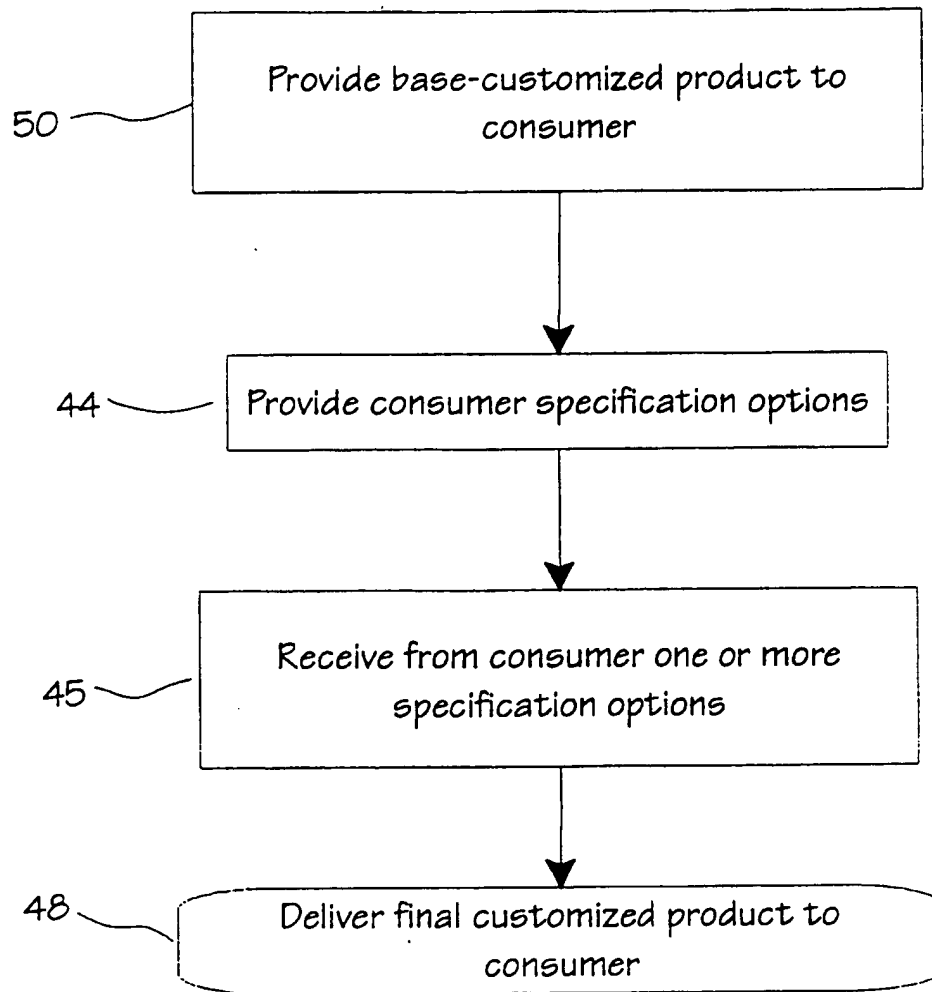 50
Provide base-customized product to
consumer
44
Provide consumer specification options
45
Receive from consumer one or more
specification options
48
Deliver final customized product to
consumer